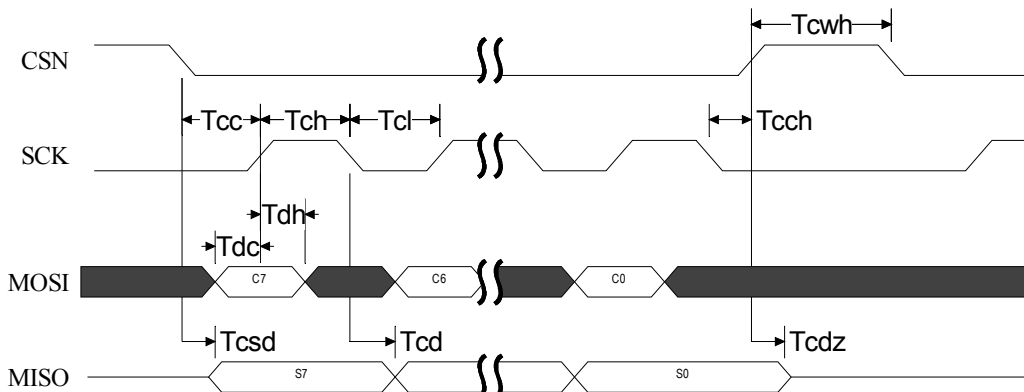 CSN
Tcwh
Tcc
Tch
Tcl
Tcch
SCK
Tdh
Tdc
MOSI
C7
C6
C0
Tcsd
Tcd
Tcdz
MISO
S7
S0